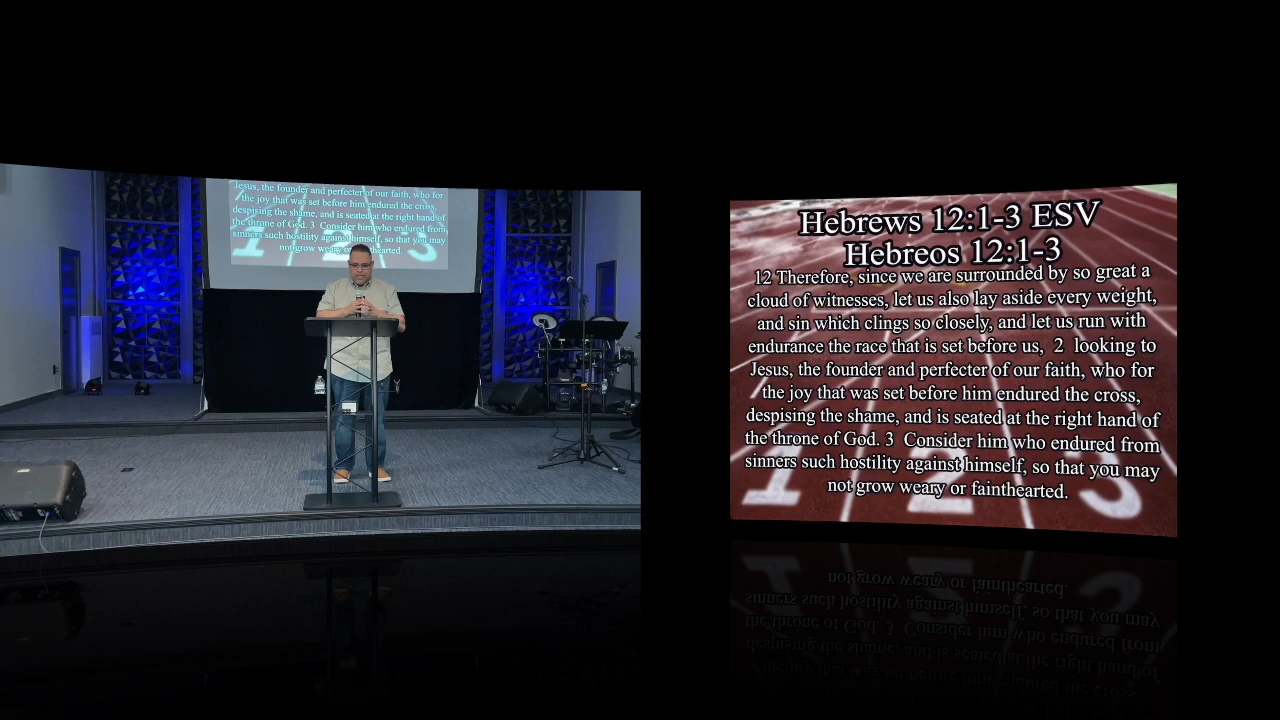 Jesus, the founder and perfecter of our faith, who for
the joy that was set before him endured the cross,
despising the shame, and is seated at the right hand of
the throne of God. 3 Consider him who endured from
sinners such hostility against himself, so that you may
not grow weary or fainthearted.
Hebrews 12:1-3 ESV
Hebreos 12:1-3
12 Therefore, since we are surrounded by so great a
cloud of witnesses, let us also lay aside every weight,
and sin which clings so closely, and let us run with
endurance the race that is set before us, 2 looking to
Jesus, the founder and perfecter of our faith, who for
the joy that was set before him endured the cross,
despising the shame, and is seated at the right hand of
the throne of God. 3 Consider him who endured from
sinners such hostility against himself, so that you may
not grow weary or fainthearted.
1 2 3